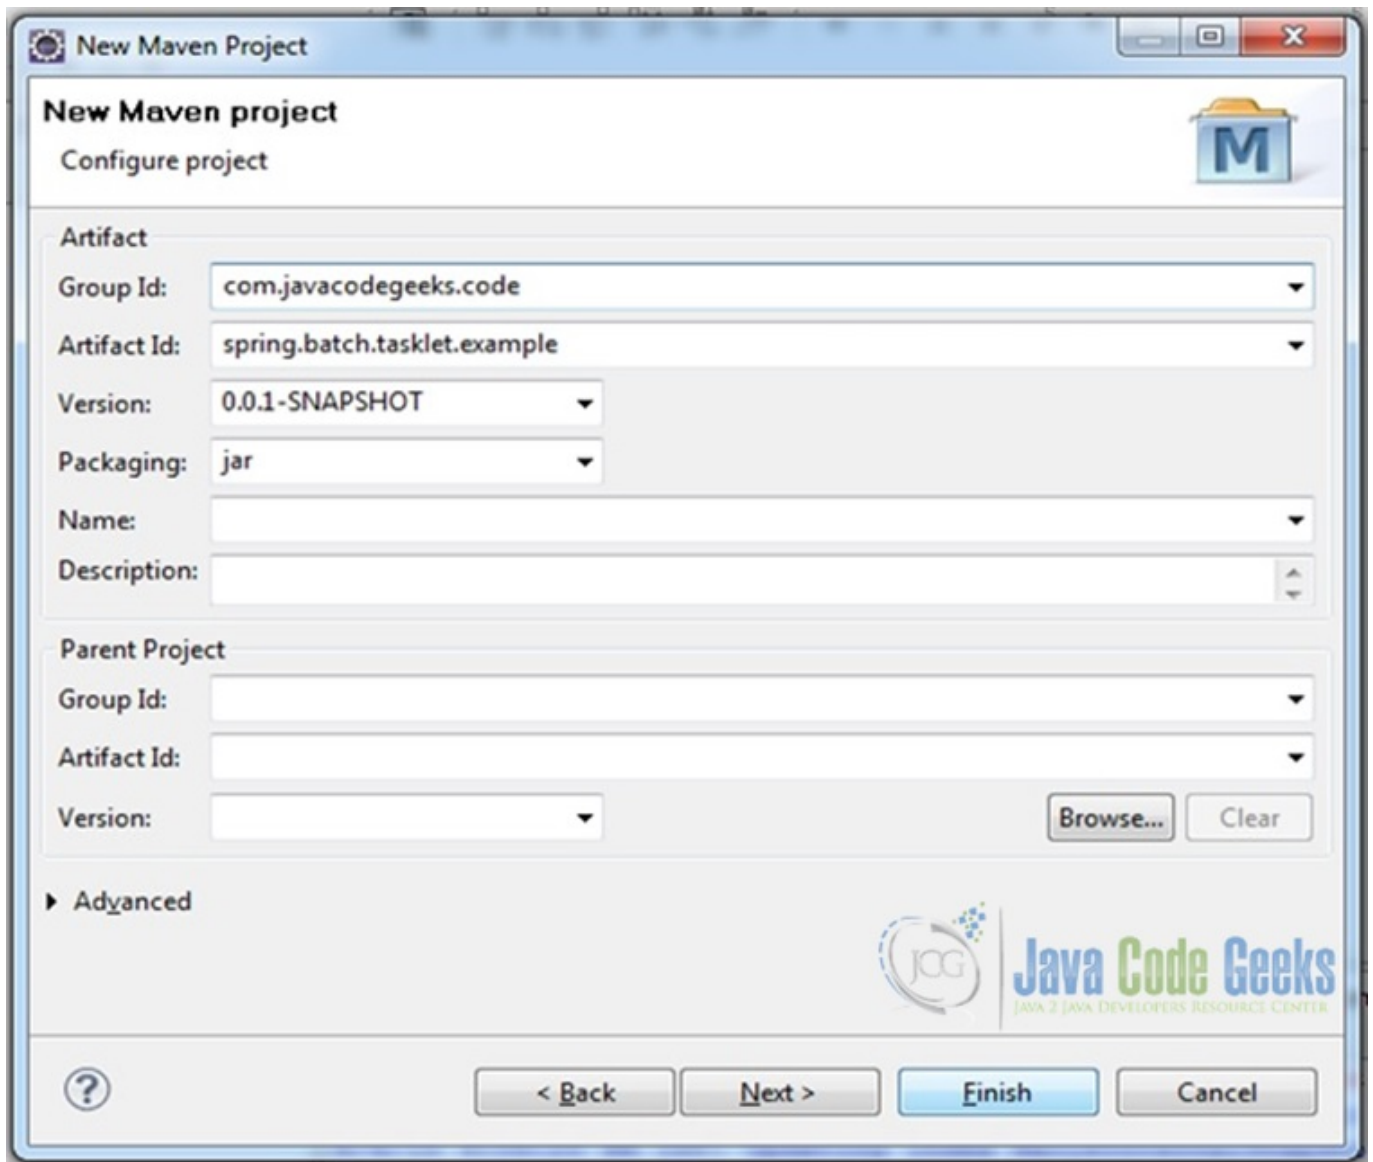 New Maven Project
New Maven project
Configure project
M
Artifact
Group Id: com.javacodegeeks.code
Artifact Id: spring.batch.tasklet.example
Version: 0.0.1-SNAPSHOT
Packaging: jar
Name:
Description:
Parent Project
Group Id:
Artifact Id:
Version: Browse... Clear
Advanced
JCG Java Code Geeks
JAVA 2 JAVA DEVELOPERS RESOURCE CENTER
? < Back Next > Finish Cancel